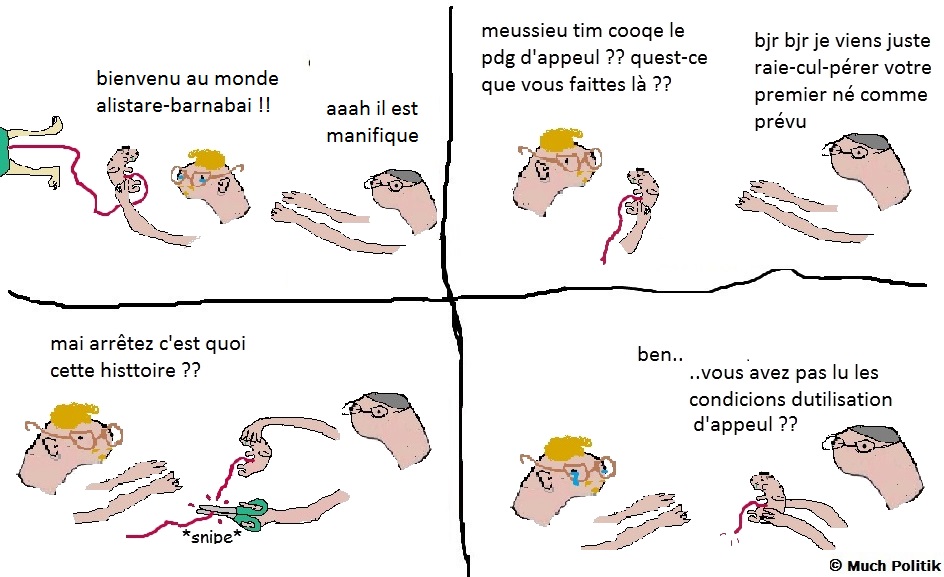 bienvenu au monde
alistare-barnabai !!
aaah il est
manifique
meussieu tim cooqe le
pdg d'appeul ?? quest-ce
que vous faittes là ??
bjr bjr je viens juste
raie-cul-pérer votre
premier né comme
prévu
mai arrêtez c'est quoi
cette histtoire ??
*snipe*
ben..
..vous avez pas lu les
condicions dutilisation
d'appeul ??
© Much Politik